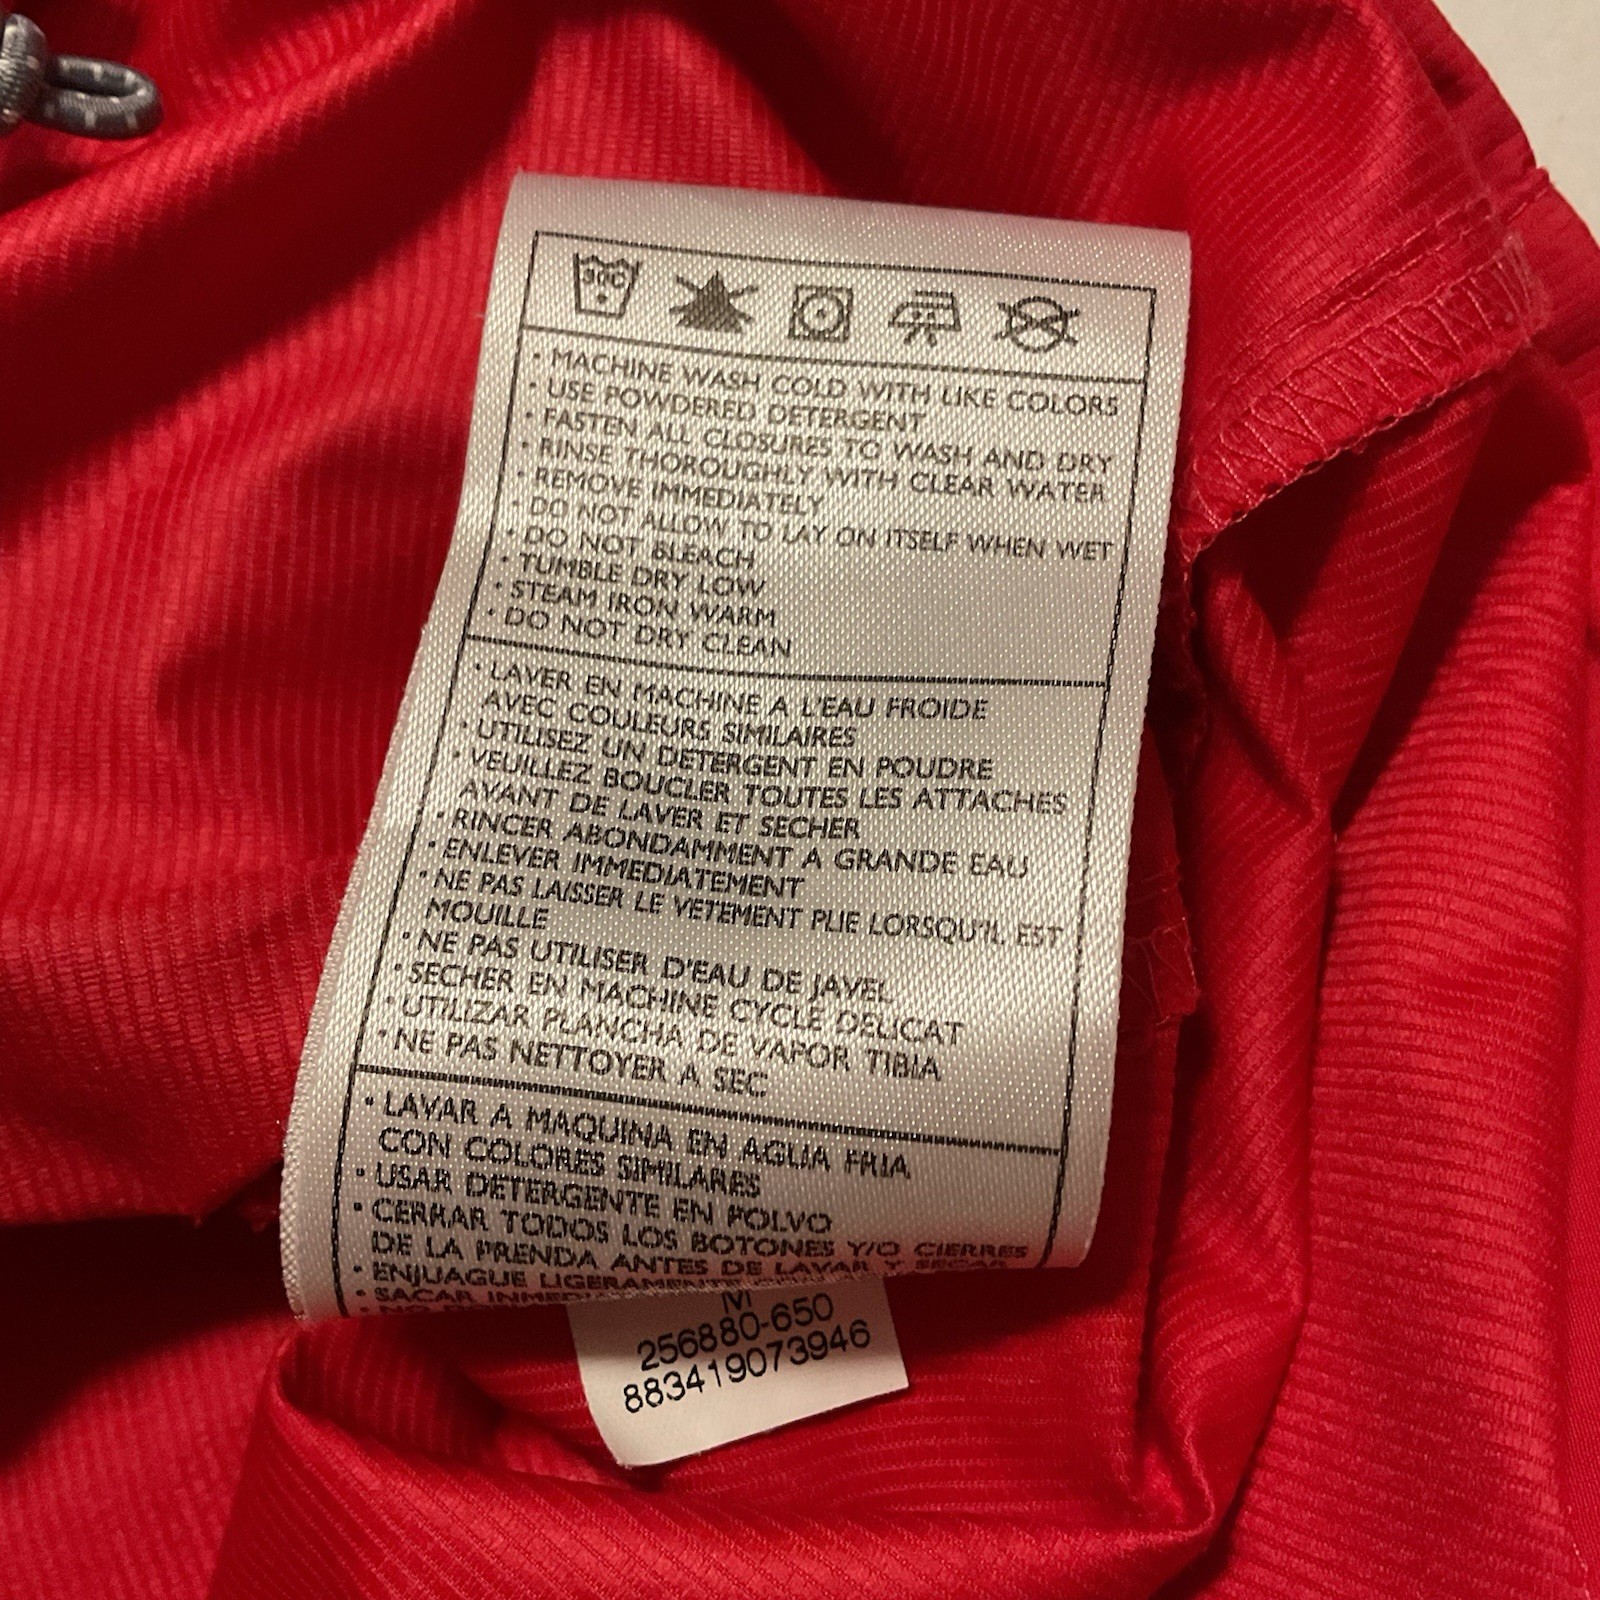 30C
• MACHINE WASH COLD WITH LIKE COLORS
• USE POWDERED DETERGENT
• FASTEN ALL CLOSURES TO WASH AND DRY
• RINSE THOROUGHLY WITH CLEAR WATER
• REMOVE IMMEDIATELY
• DO NOT ALLOW TO LAY ON ITSELF WHEN WET
• DO NOT BLEACH
• TUMBLE DRY LOW
• STEAM IRON WARM
• DO NOT DRY CLEAN
• LAVER EN MACHINE A L'EAU FROIDE
AVEC COULEURS SIMILAIRES
• UTILISEZ UN DETERGENT EN POUDRE
• VEUILLEZ BOUCLER TOUTES LES ATTACHES
AVANT DE LAVER ET SECHER
• RINCER ABONDAMMENT A GRANDE EAU
• ENLEVER IMMEDIATEMENT
• NE PAS LAISSER LE VETEMENT PLIE LORSQU'IL EST
MOUILLE
• NE PAS UTILISER D'EAU DE JAVEL
• SECHER EN MACHINE CYCLE DELICAT
• UTILIZAR PLANCHA DE VAPOR TIBIA
• NE PAS NETTOYER A SEC
• LAVAR A MAQUINA EN AGUA FRIA
CON COLORES SIMILARES
• USAR DETERGENTE EN POLVO
• CERRAR TODOS LOS BOTONES Y/O CIERRES
DE LA PRENDA ANTES DE LAVAR Y SECAR
• ENJUAGUE LIGERAMENTE
• SACAR
• NO
M
256880-650
883419073946